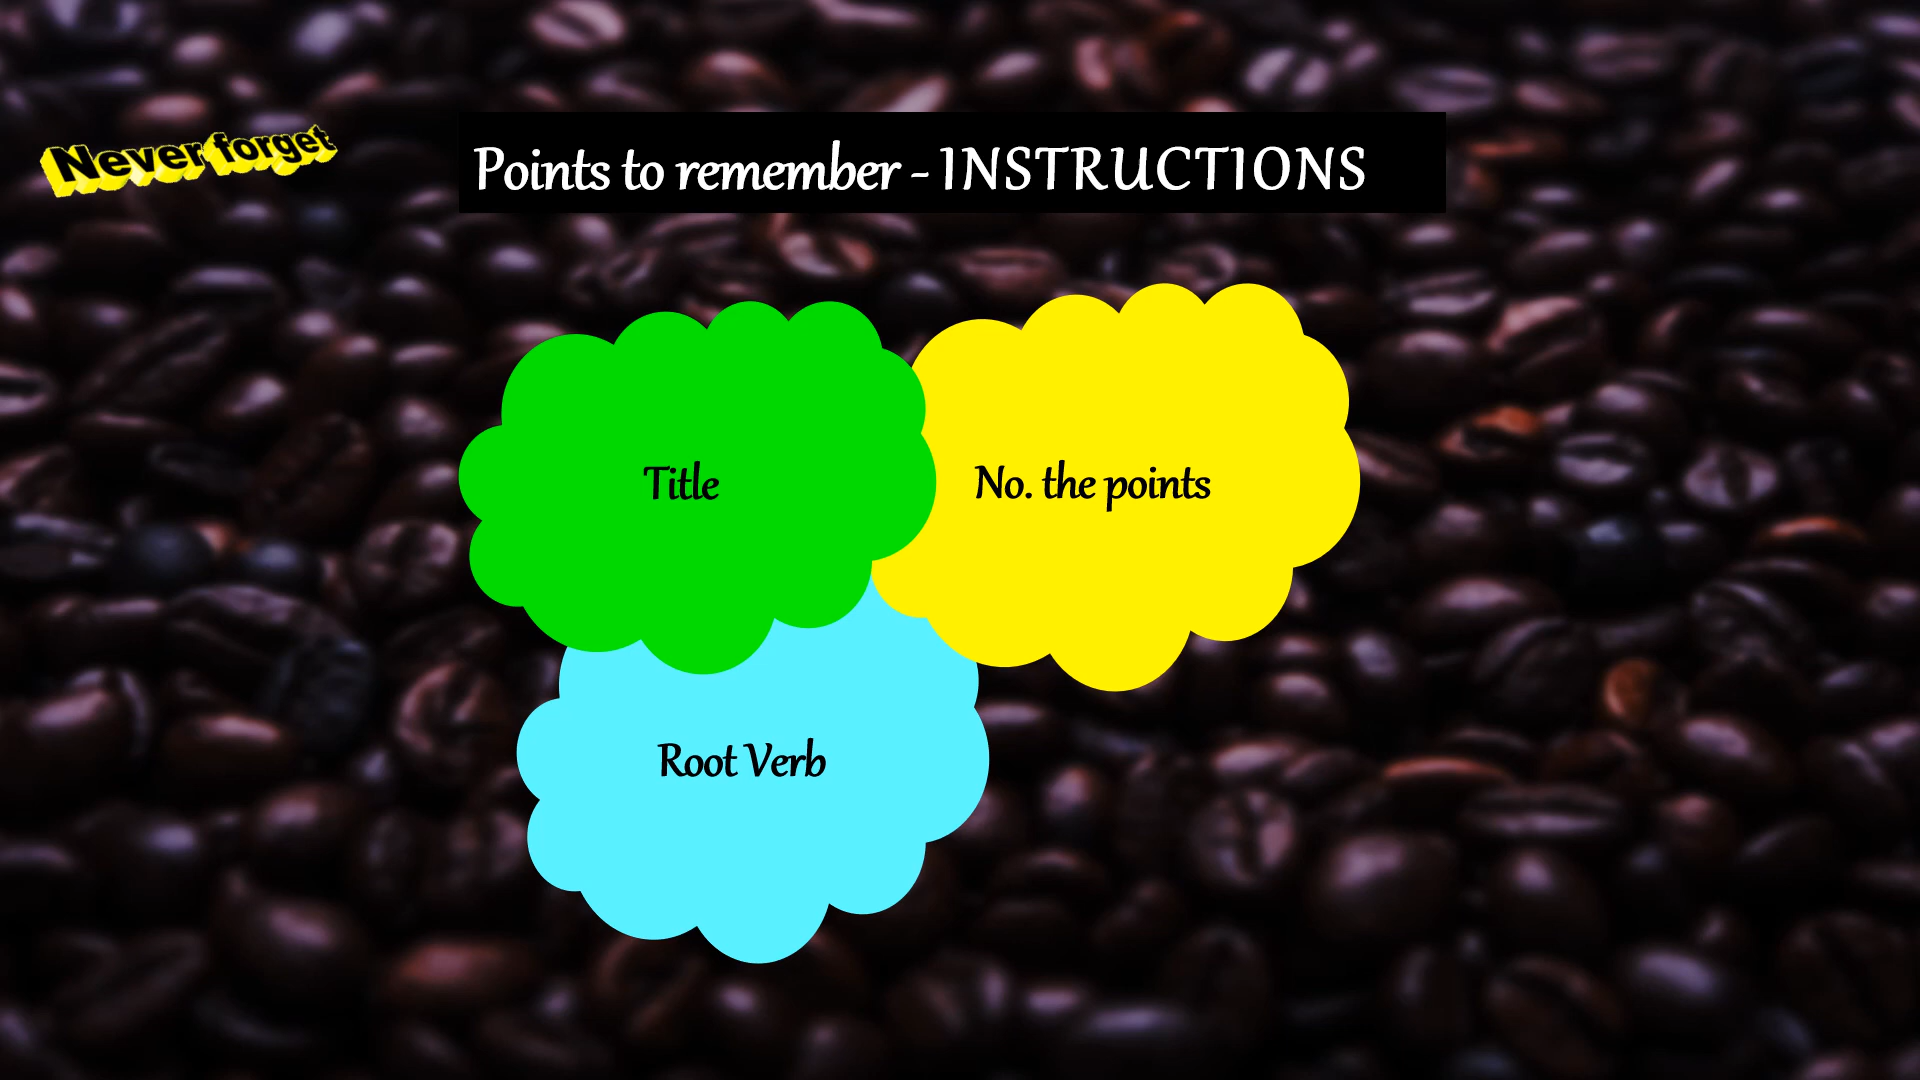 Never forget
Points to remember - INSTRUCTIONS
Title
No. the points
Root Verb